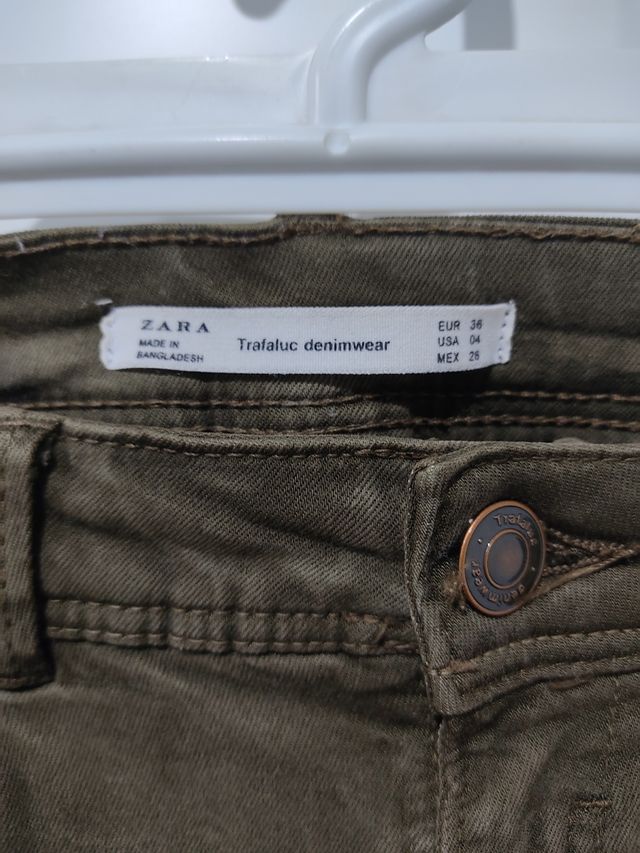 ZARA
MADE IN
BANGLADESH
Trafaluc denimwear
EUR 36
USA 04
MEX 26
Trafaluc
denimwear